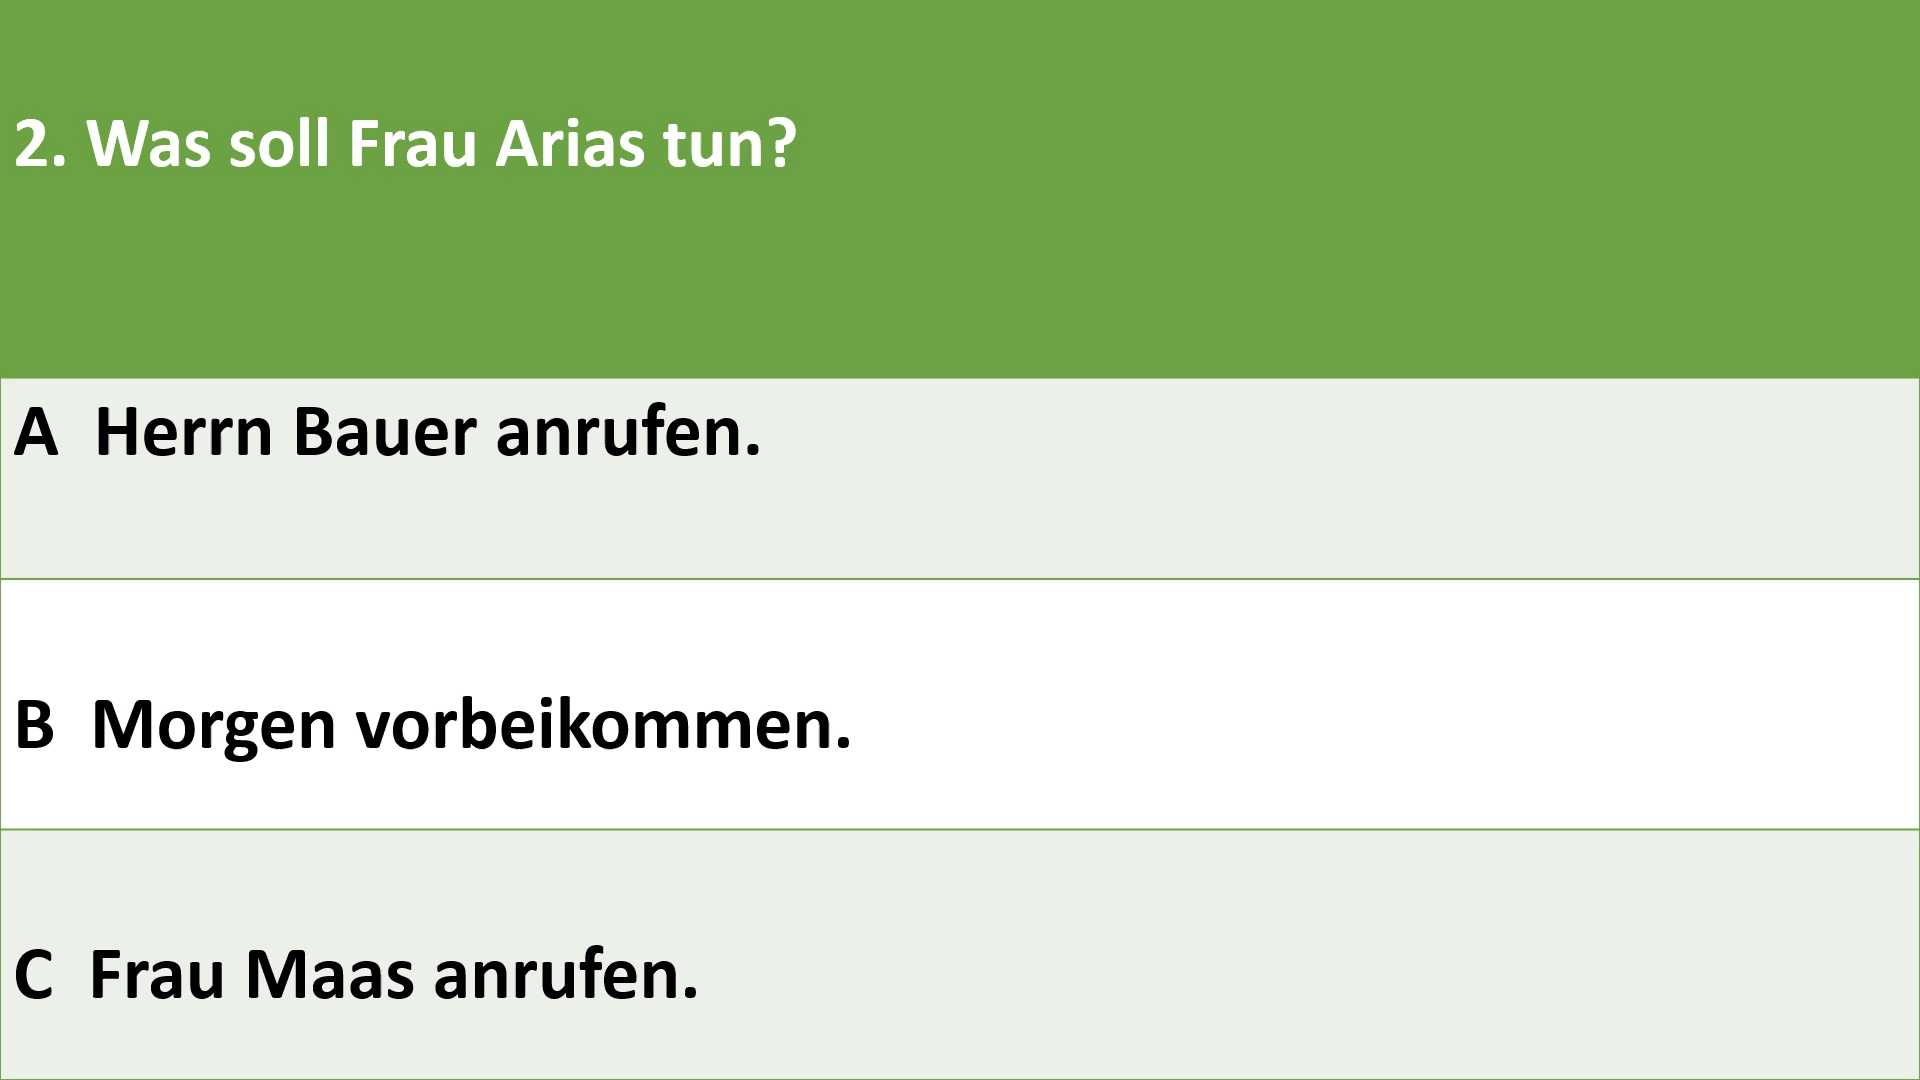 2. Was soll Frau Arias tun?
A Herrn Bauer anrufen.
B Morgen vorbeikommen.
C Frau Maas anrufen.